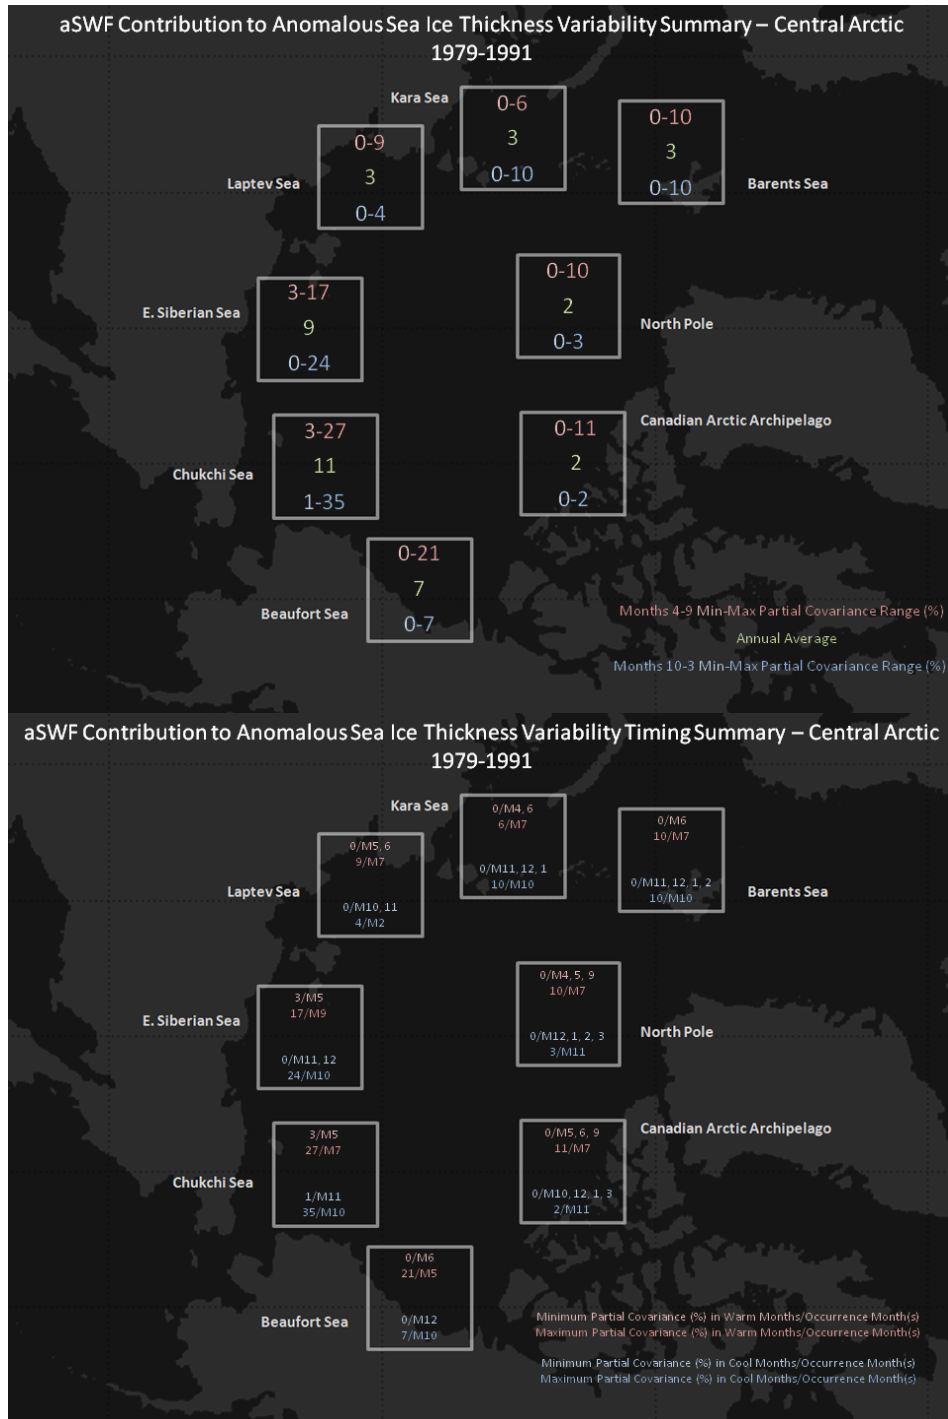 aSWF Contribution to Anomalous Sea Ice Thickness Variability Summary – Central Arctic
1979-1991
Kara Sea
0-6
3
0-10
0-10
3
0-10
Barents Sea
Laptev Sea
0-9
3
0-4
E. Siberian Sea
3-17
9
0-24
0-10
2
0-3
North Pole
Chukchi Sea
3-27
11
1-35
0-11
2
0-2
Canadian Arctic Archipelago
Beaufort Sea
0-21
7
0-7
Months 4-9 Min-Max Partial Covariance Range (%)
Annual Average
Months 10-3 Min-Max Partial Covariance Range (%)
aSWF Contribution to Anomalous Sea Ice Thickness Variability Timing Summary – Central Arctic
1979-1991
Kara Sea
0/M4, 6
6/M7
0/M11, 12, 1
10/M10
0/M6
10/M7
0/M11, 12, 1, 2
10/M10
Barents Sea
Laptev Sea
0/M5, 6
9/M7
0/M10, 11
4/M2
E. Siberian Sea
3/M5
17/M9
0/M11, 12
24/M10
0/M4, 5, 9
10/M7
0/M12, 1, 2, 3
3/M11
North Pole
Chukchi Sea
3/M5
27/M7
1/M11
35/M10
0/M5, 6, 9
11/M7
0/M10, 12, 1, 3
2/M11
Canadian Arctic Archipelago
Beaufort Sea
0/M6
21/M5
0/M12
7/M10
Minimum Partial Covariance (%) in Warm Months/Occurrence Month(s)
Maximum Partial Covariance (%) in Warm Months/Occurrence Month(s)
Minimum Partial Covariance (%) in Cool Months/Occurrence Month(s)
Maximum Partial Covariance (%) in Cool Months/Occurrence Month(s)